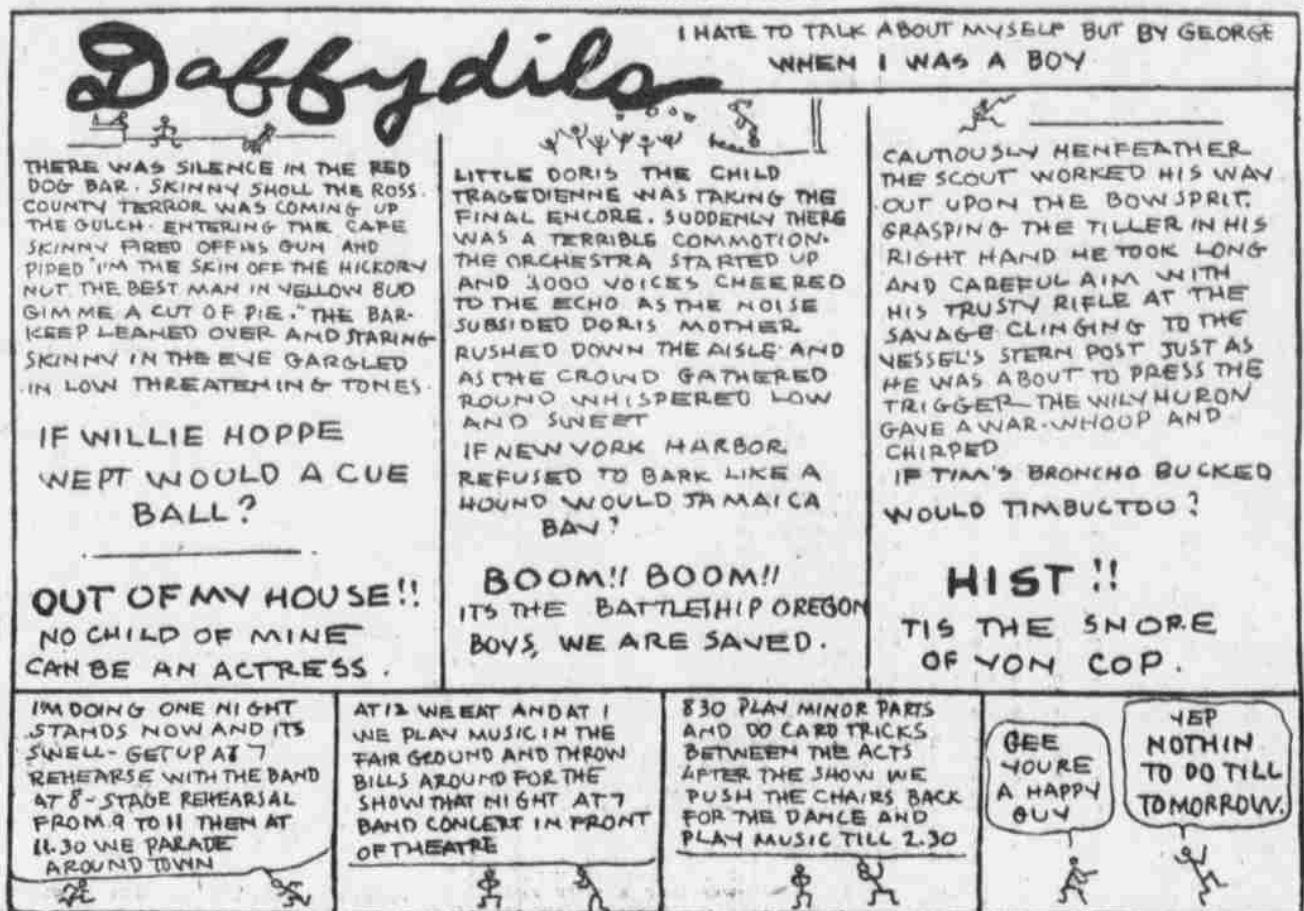 Daffydils
I HATE TO TALK ABOUT MYSELF BUT BY GEORGE
WHEN I WAS A BOY
THERE WAS SILENCE IN THE RED
DOG BAR. SKINNY SHOLL THE ROSS.
COUNTY TERROR WAS COMING UP
THE GULCH. ENTERING THE CAFE
SKINNY FIRED OFF HIS GUN AND
PIPED "I'M THE SKIN OFF THE HICKORY
NUT. THE BEST MAN IN YELLOW BUD
GIMME A CUT OF PIE." THE BAR-
KEEP LEANED OVER AND STARING
SKINNY IN THE EYE GARGLED
IN LOW THREATENING TONES.
IF WILLIE HOPPE
WEPT WOULD A CUE
BALL?
OUT OF MY HOUSE!!
NO CHILD OF MINE
CAN BE AN ACTRESS.
LITTLE DORIS THE CHILD
TRAGEDIENNE WAS TAKING THE
FINAL ENCORE. SUDDENLY THERE
WAS A TERRIBLE COMMOTION.
THE ORCHESTRA STARTED UP
AND 3000 VOICES CHEERED
TO THE ECHO AS THE NOISE
SUBSIDED DORIS MOTHER
RUSHED DOWN THE AISLE AND
AS THE CROWD GATHERED
ROUND WHISPERED LOW
AND SWEET
IF NEW YORK HARBOR
REFUSED TO BARK LIKE A
HOUND WOULD JAMAICA
BAY?
BOOM!! BOOM!!
ITS THE BATTLESHIP OREGON
BOYS, WE ARE SAVED.
CAUTIOUSLY HENFEATHER
THE SCOUT WORKED HIS WAY
OUT UPON THE BOWSPRIT.
GRASPING THE TILLER IN HIS
RIGHT HAND HE TOOK LONG
AND CAREFUL AIM WITH
HIS TRUSTY RIFLE AT THE
SAVAGE CLINGING TO THE
VESSEL'S STERN POST JUST AS
HE WAS ABOUT TO PRESS THE
TRIGGER THE WILY HURON
GAVE A WAR-WHOOP AND
CHIRPED
IF TIM'S BRONCHO BUCKED
WOULD TIMBUCTOO?
HIST!!
TIS THE SNORE
OF YON COP.
I'M DOING ONE NIGHT
STANDS NOW AND ITS
SWELL- GET UP AT 7
REHEARSE WITH THE BAND
AT 8 - STAGE REHEARSAL
FROM 9 TO 11 THEN AT
11.30 WE PARADE
AROUND TOWN
AT 12 WE EAT AND AT 1
WE PLAY MUSIC IN THE
FAIR GROUND AND THROW
BILLS AROUND FOR THE
SHOW THAT NIGHT AT 7
BAND CONCERT IN FRONT
OF THEATRE
830 PLAY MINOR PARTS
AND DO CARD TRICKS
BETWEEN THE ACTS
AFTER THE SHOW WE
PUSH THE CHAIRS BACK
FOR THE DANCE AND
PLAY MUSIC TILL 2.30
GEE
YOURE
A HAPPY
GUY
YEP
NOTHIN
TO DO TILL
TOMORROW.